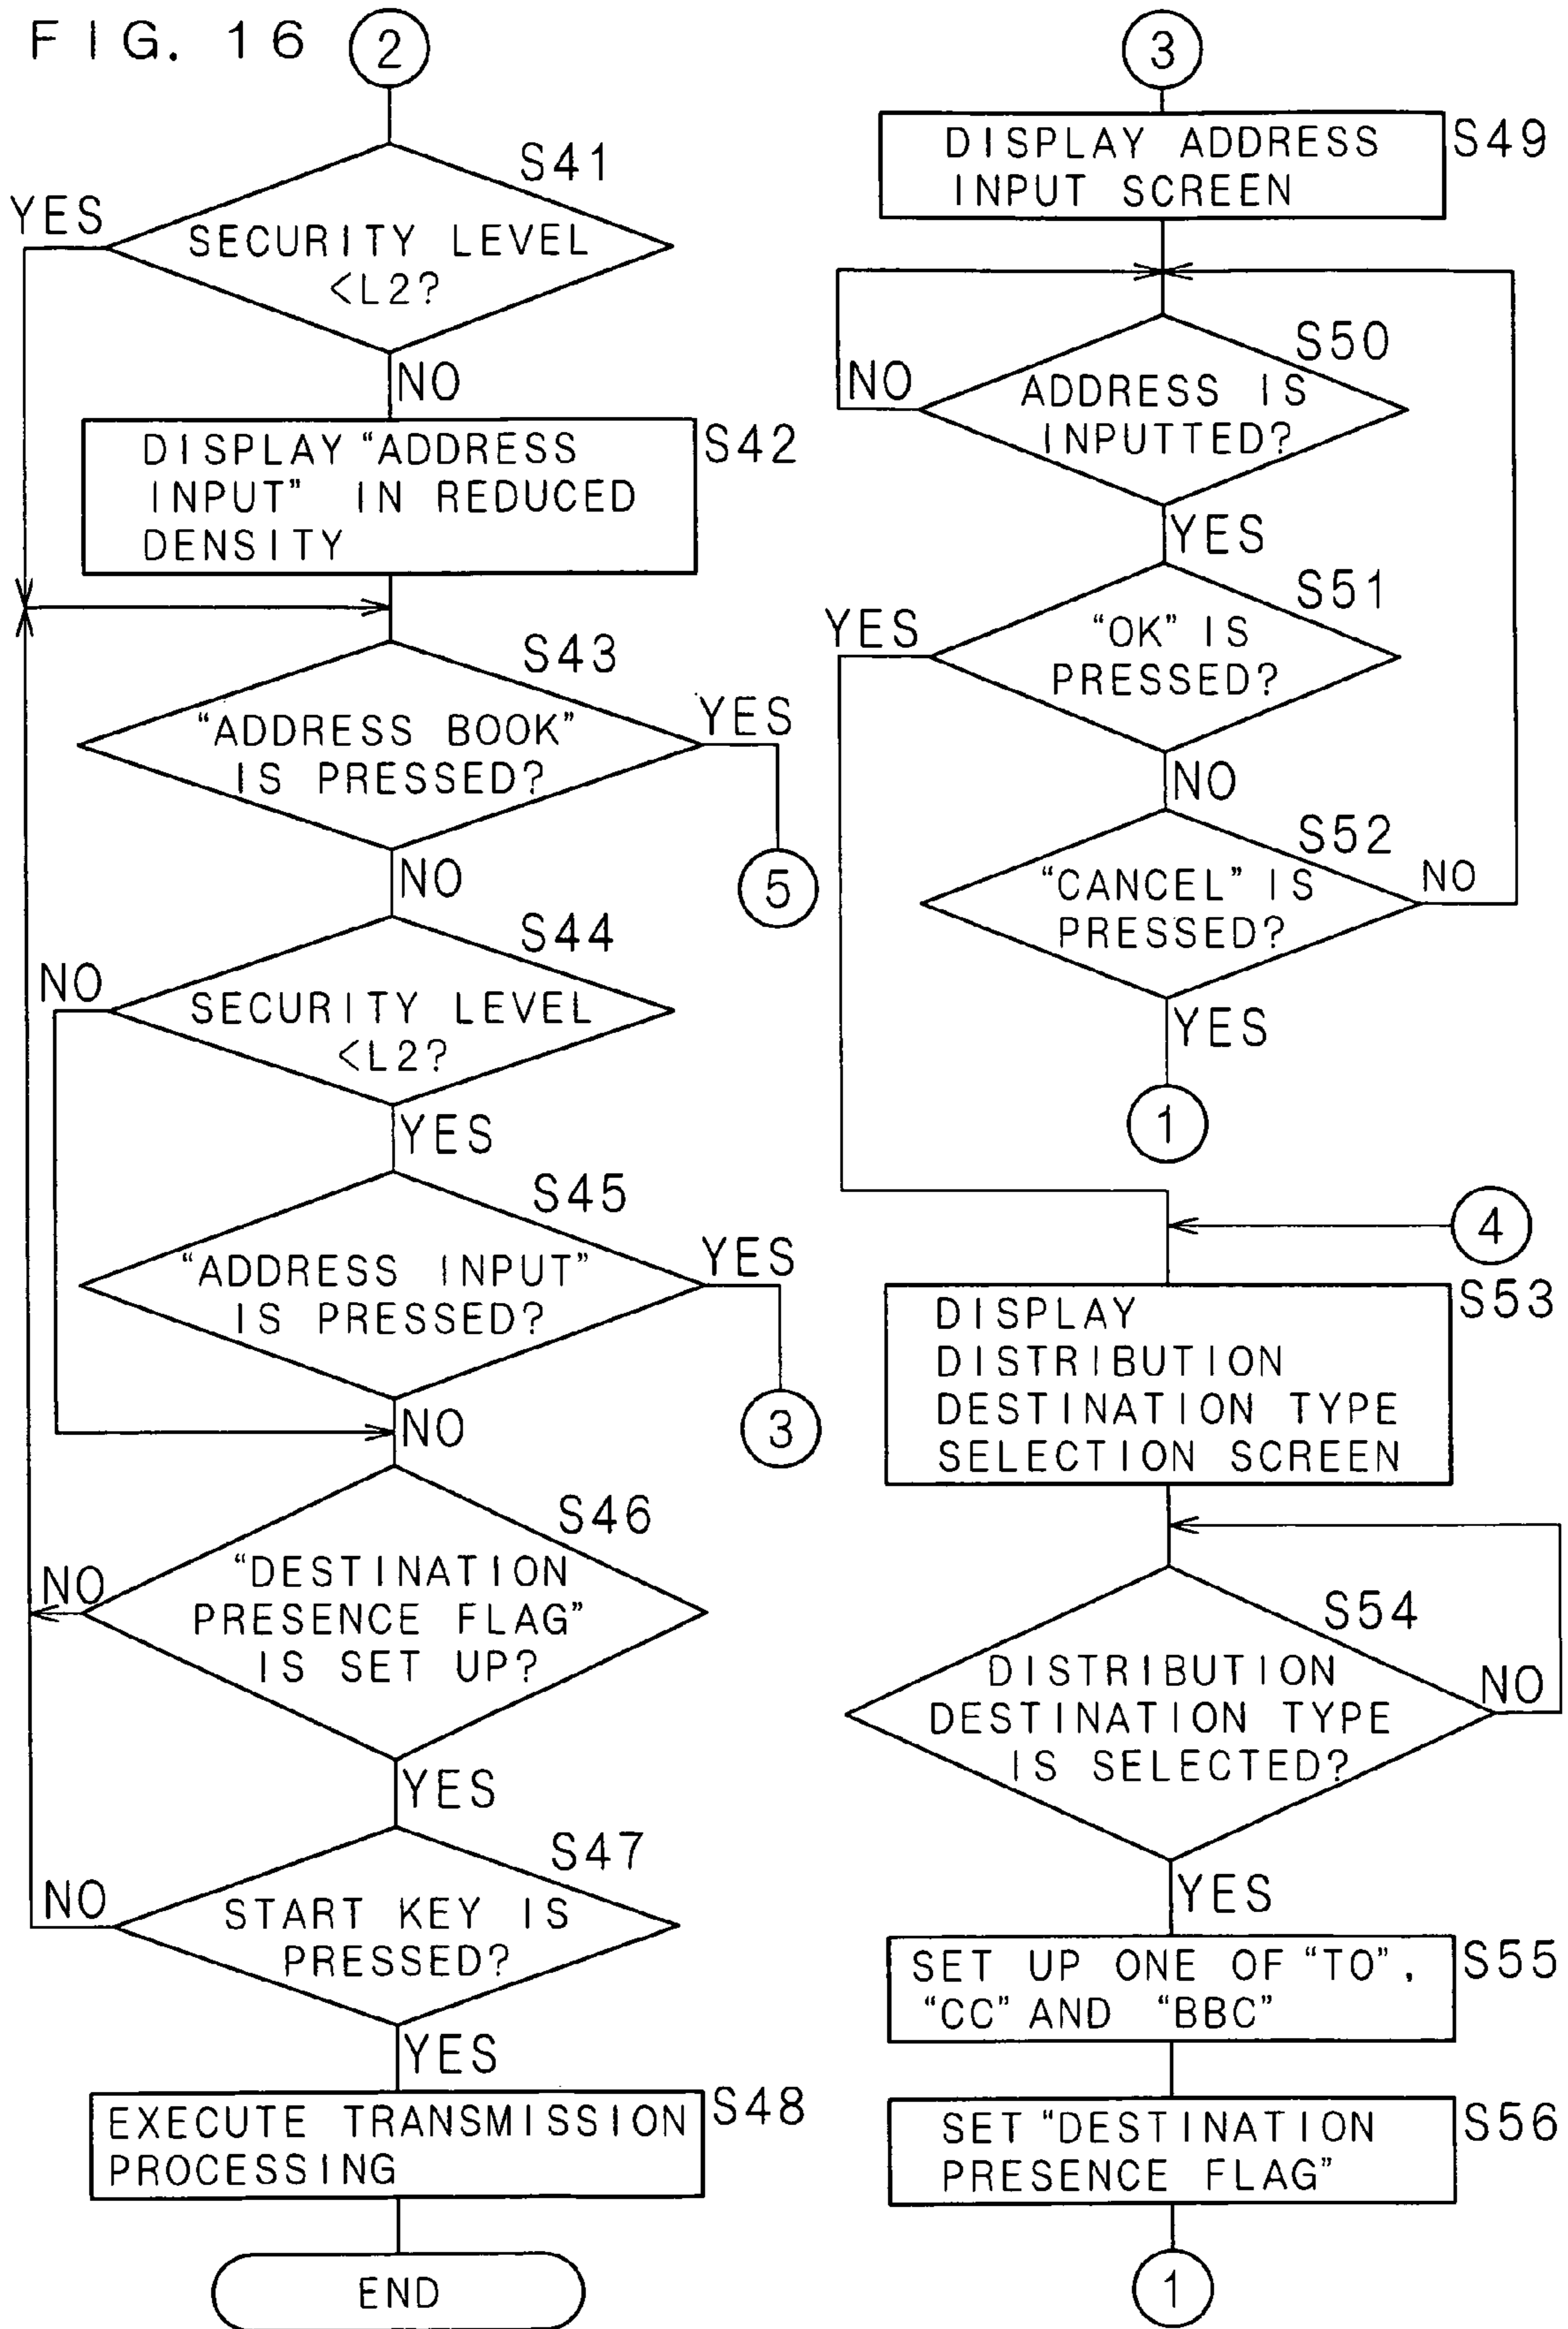 FIG. 16
2
S41
YES
SECURITY LEVEL
<L2?
NO
S42
DISPLAY “ADDRESS
INPUT” IN REDUCED
DENSITY
S43
“ADDRESS BOOK”
IS PRESSED?
YES
5
NO
S44
NO
SECURITY LEVEL
<L2?
YES
S45
“ADDRESS INPUT”
IS PRESSED?
YES
3
NO
S46
“DESTINATION
PRESENCE FLAG”
IS SET UP?
NO
YES
S47
START KEY IS
PRESSED?
NO
YES
S48
EXECUTE TRANSMISSION
PROCESSING
END
3
S49
DISPLAY ADDRESS
INPUT SCREEN
S50
NO
ADDRESS IS
INPUTTED?
YES
S51
YES
“OK” IS
PRESSED?
NO
S52
“CANCEL” IS
PRESSED?
NO
YES
1
4
S53
DISPLAY
DISTRIBUTION
DESTINATION TYPE
SELECTION SCREEN
S54
DISTRIBUTION
DESTINATION TYPE
IS SELECTED?
NO
YES
S55
SET UP ONE OF “TO”,
“CC” AND “BBC”
S56
SET “DESTINATION
PRESENCE FLAG”
1